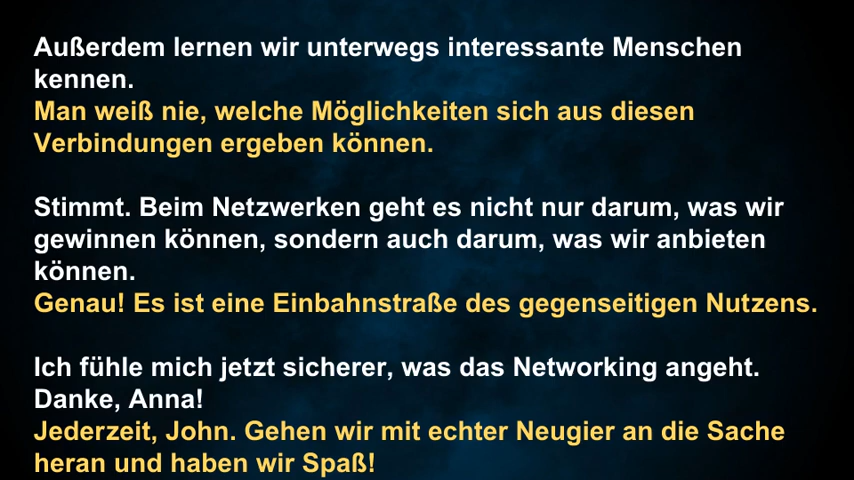 Außerdem lernen wir unterwegs interessante Menschen
kennen.
Man weiß nie, welche Möglichkeiten sich aus diesen
Verbindungen ergeben können.
Stimmt. Beim Netzwerken geht es nicht nur darum, was wir
gewinnen können, sondern auch darum, was wir anbieten
können.
Genau! Es ist eine Einbahnstraße des gegenseitigen Nutzens.
Ich fühle mich jetzt sicherer, was das Networking angeht.
Danke, Anna!
Jederzeit, John. Gehen wir mit echter Neugier an die Sache
heran und haben wir Spaß!